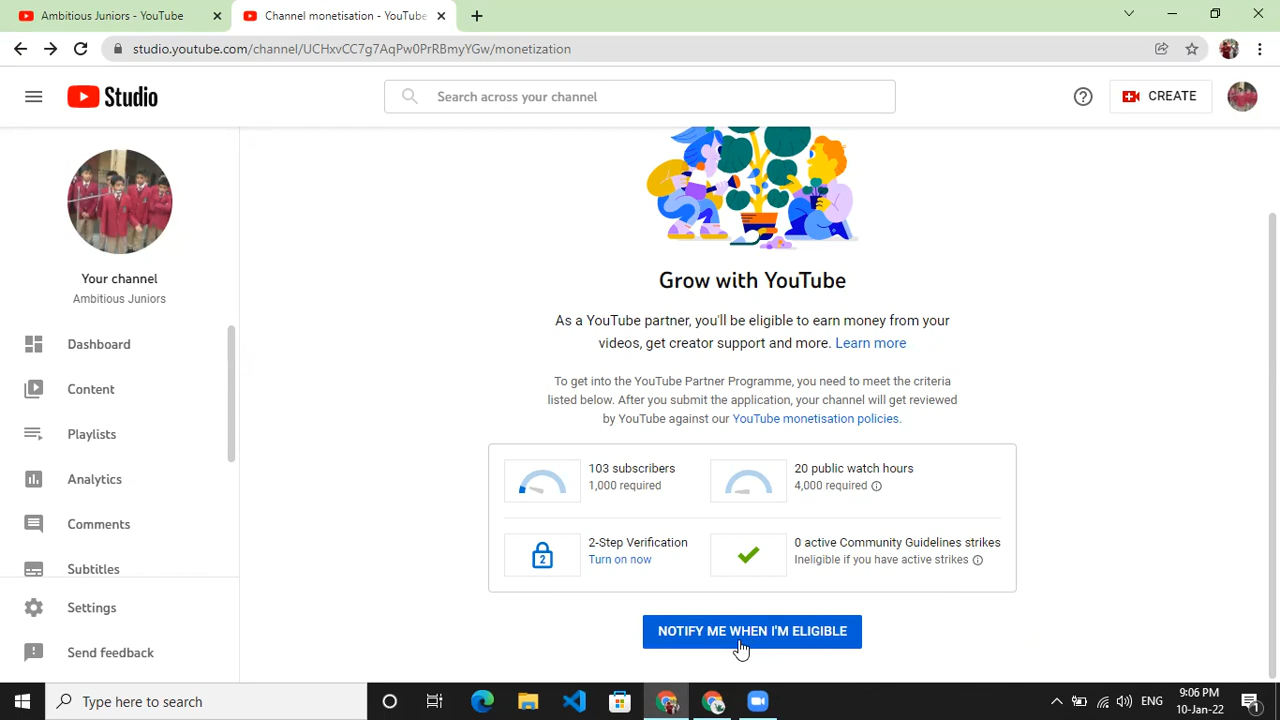 Ambitious Juniors - YouTube
Channel monetisation - YouTube
studio.youtube.com/channel/UCHxvCC7g7AqPw0PrRBmyYGw/monetization
Studio
Search across your channel
CREATE
Your channel
Ambitious Juniors
Dashboard
Content
Playlists
Analytics
Comments
Subtitles
Settings
Send feedback
Grow with YouTube
As a YouTube partner, you'll be eligible to earn money from your
videos, get creator support and more. Learn more
To get into the YouTube Partner Programme, you need to meet the criteria
listed below. After you submit the application, your channel will get reviewed
by YouTube against our YouTube monetisation policies.
103 subscribers
1,000 required
20 public watch hours
4,000 required
2
2-Step Verification
Turn on now
0 active Community Guidelines strikes
Ineligible if you have active strikes
NOTIFY ME WHEN I'M ELIGIBLE
Type here to search
ENG
9:06 PM
10-Jan-22
1